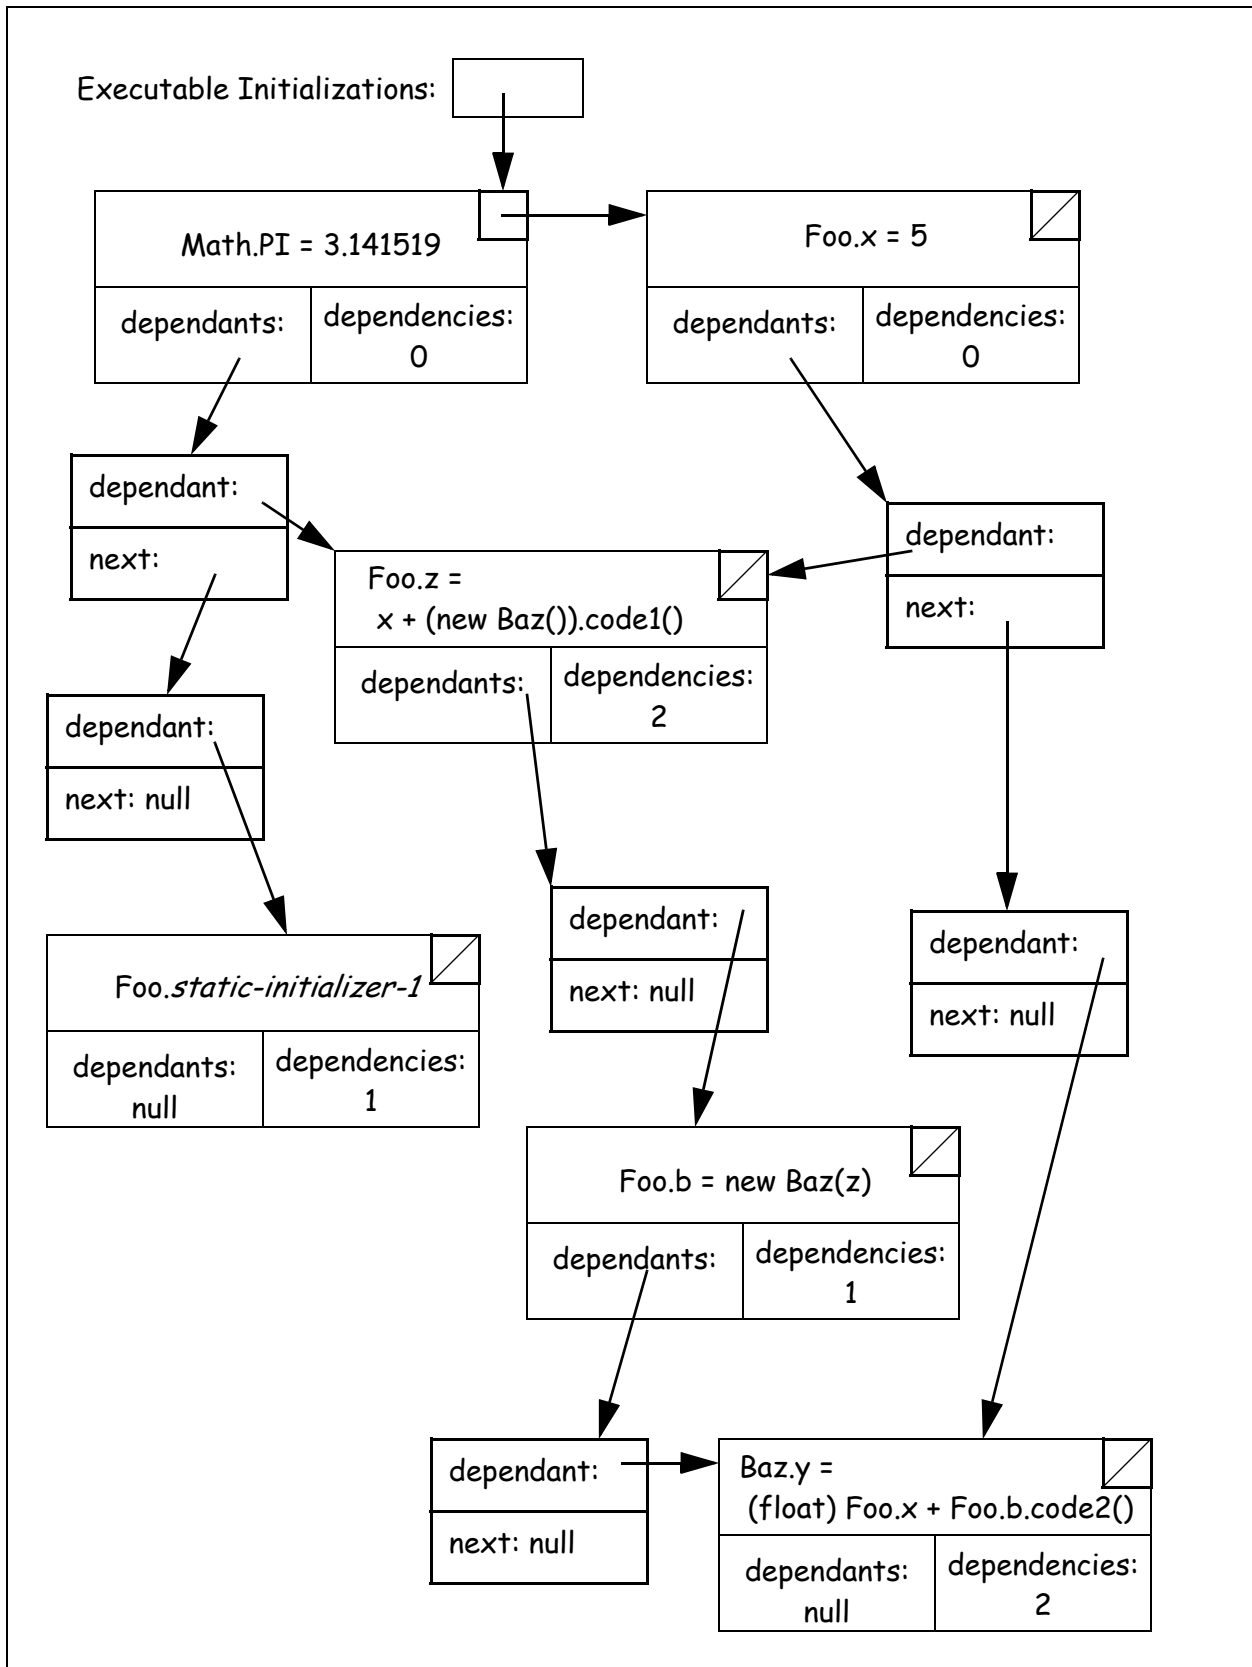 Executable Initializations:
Math.PI = 3.141519
dependants:
dependencies:
0
Foo.x = 5
dependants:
dependencies:
0
dependant:
next:
dependant:
next:
Foo.z =
x + (new Baz()).code1()
dependants:
dependencies:
2
dependant:
next: null
dependant:
next: null
dependant:
next: null
Foo.static-initializer-1
dependants:
null
dependencies:
1
Foo.b = new Baz(z)
dependants:
dependencies:
1
dependant:
next: null
Baz.y =
(float) Foo.x + Foo.b.code2()
dependants:
null
dependencies:
2